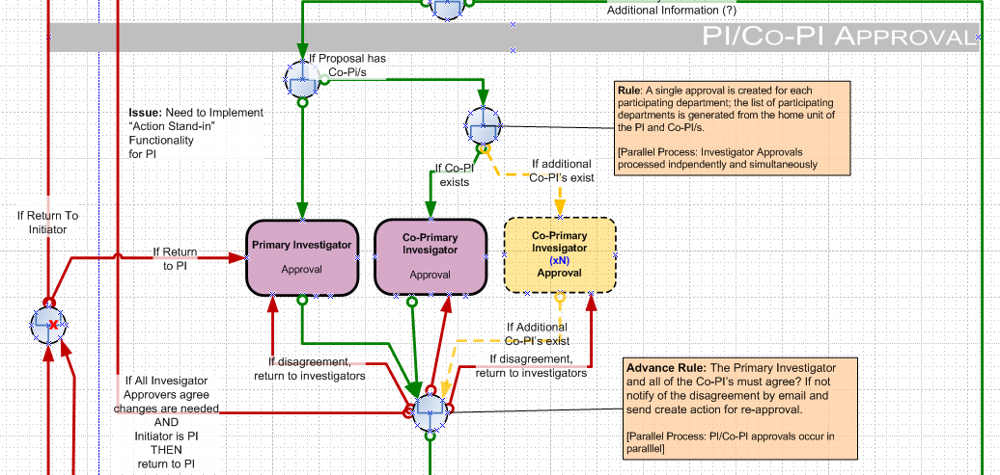 Additional Information (?)
PI/CO-PI APPROVAL
If Proposal has
Co-Pi/s
Rule: A single approval is created for each
participating department; the list of participating
departments is generated from the home unit of
the PI and Co-PI/s.
[Parallel Process: Investigator Approvals
processed indpendently and simultaneously
Issue: Need to Implement
“Action Stand-in”
Functionality
for PI
If Co-PI
exists
If additional
Co-PI's exist
If Return To
Initiator
If Return
to PI
Primary Investigator
Approval
Co-Primary
Invesigator
Approval
Co-Primary
Invesigator
(xN)
Approval
X
If Additional
Co-PI's exist
If disagreement,
return to investigators
If disagreement,
return to investigators
If All Invesigator
Approvers agree
changes are needed
AND
Initiator is PI
THEN
return to PI
Advance Rule: The Primary Investigator
and all of the Co-PI's must agree? If not
notify of the disagreement by email and
send create action for re-approval.
[Parallel Process: PI/Co-PI approvals occur in
paralllel]